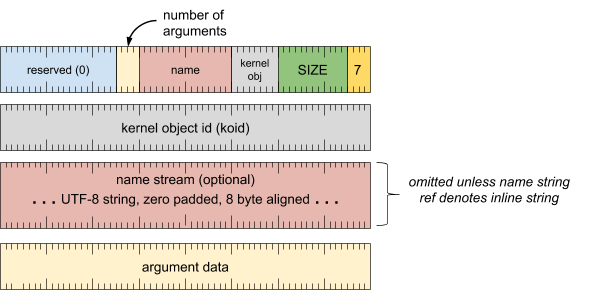 number of
arguments
reserved (0)
name
kernel
obj
SIZE
7
kernel object id (koid)
name stream (optional)
... UTF-8 string, zero padded, 8 byte aligned ...
omitted unless name string
ref denotes inline string
argument data